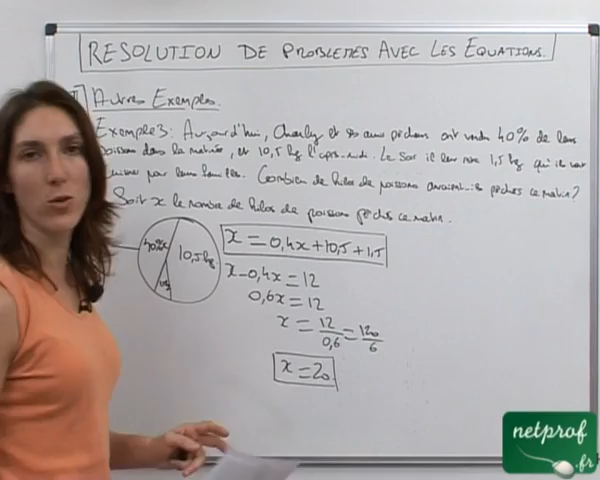 RESOLUTION DE PROBLEMES AVEC LES EQUATIONS.
II Autres Exemples.
Exemple 3: Aujourd'hui, Charly et ses amis pêcheurs ont vendu 40% de leurs
poissons dans la matinée, et 10,5 kg l'après-midi. Le soir il leur reste 1,5 kg qu'ils vont
cuisiner pour leurs familles. Combien de kilos de poissons avaient-ils pêchés ce matin?
Soit x le nombre de kilos de poisson pêchés ce matin.
40%x
10,5 kg
x = 0,4x + 10,5 + 1,5
x - 0,4x = 12
0,6x = 12
x = 12/0,6 = 120/6
x = 20
netprof
.fr